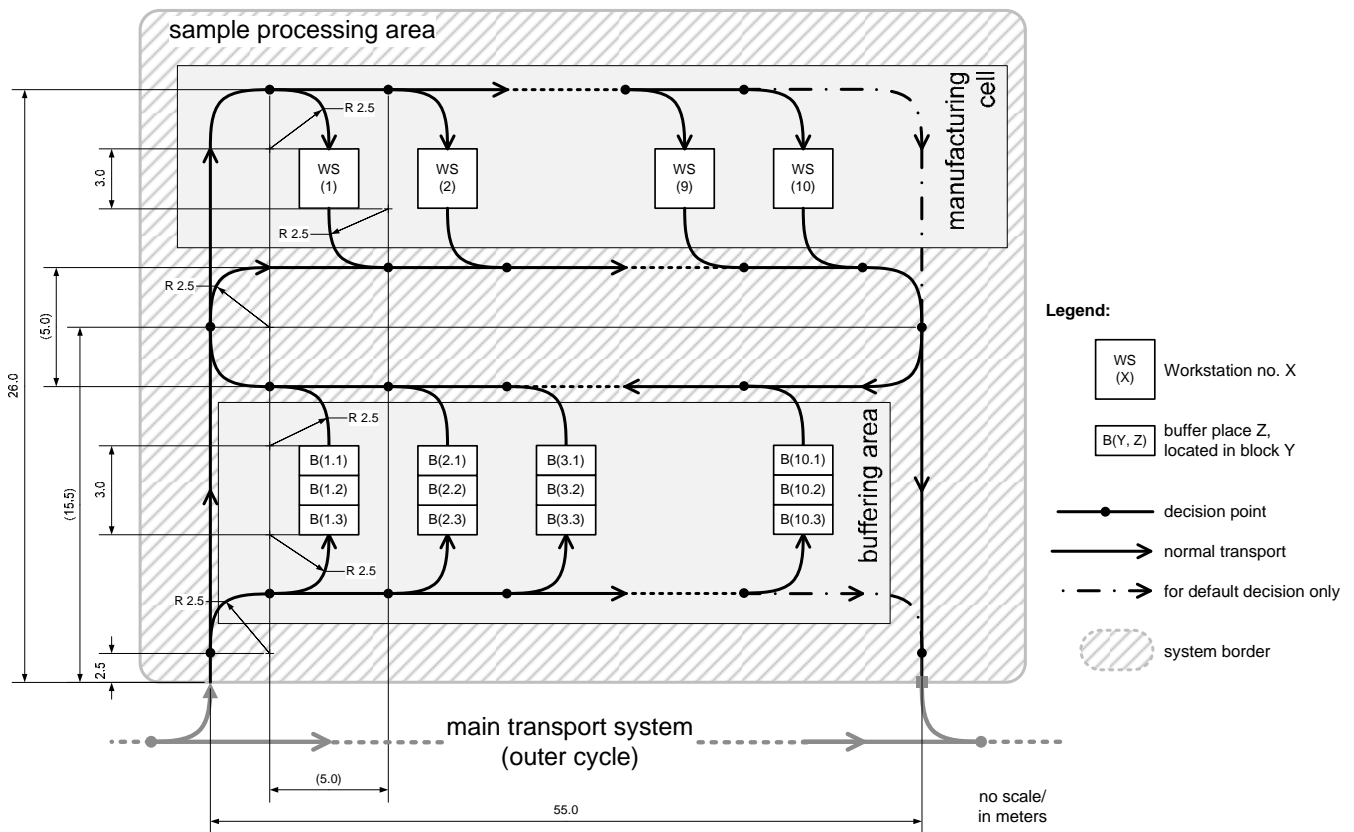 sample processing area
manufacturing
cell
R 2.5
3.0
WS
(1)
WS
(2)
WS
(9)
WS
(10)
R 2.5
R 2.5
(5.0)
26.0
(15.5)
R 2.5
3.0
B(1.1)
B(1.2)
B(1.3)
B(2.1)
B(2.2)
B(2.3)
B(3.1)
B(3.2)
B(3.3)
B(10.1)
B(10.2)
B(10.3)
buffering area
R 2.5
R 2.5
2.5
main transport system
(outer cycle)
(5.0)
55.0
no scale/
in meters
Legend:
WS
(X)
Workstation no. X
B(Y, Z)
buffer place Z,
located in block Y
decision point
normal transport
for default decision only
system border